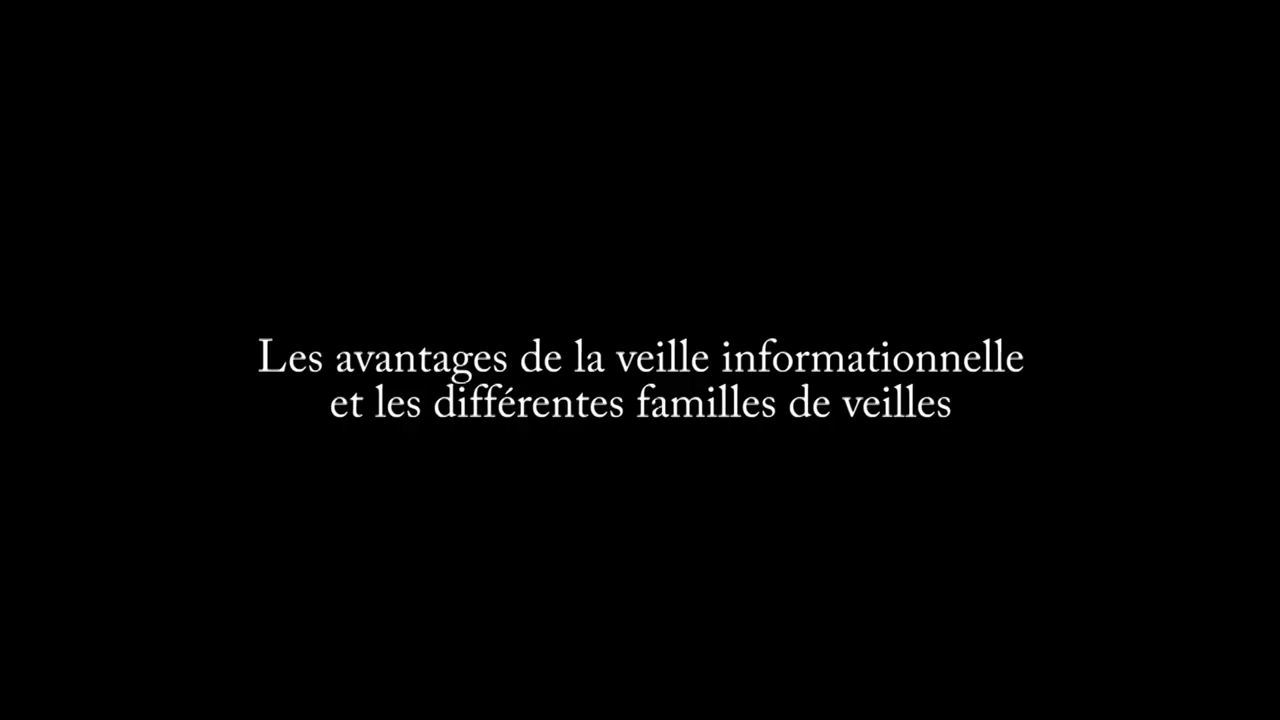 Les avantages de la veille informationnelle
et les différentes familles de veilles